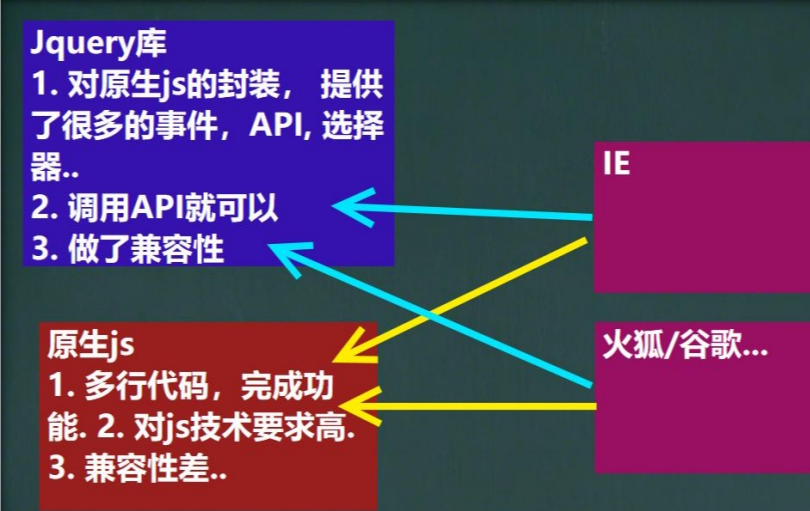 Jquery库
1. 对原生js的封装， 提供
了很多的事件，API, 选择
器..
2. 调用API就可以
3. 做了兼容性
IE
原生js
1. 多行代码，完成功
能. 2. 对js技术要求高.
3. 兼容性差..
火狐/谷歌...